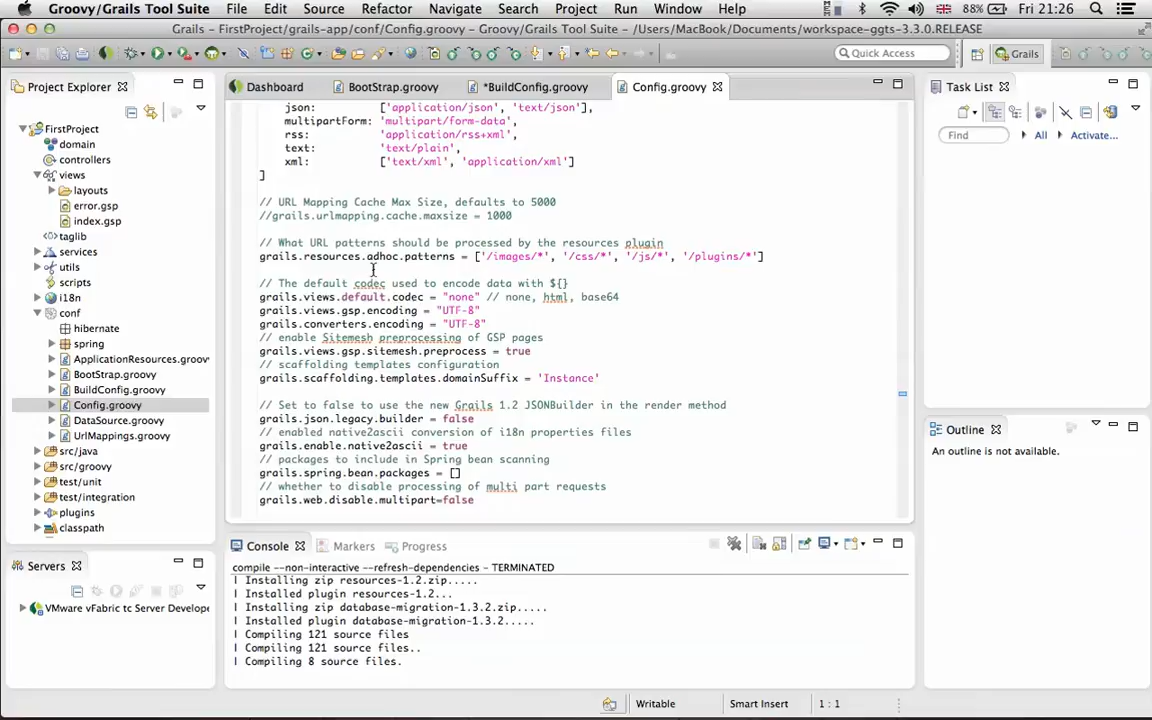 Groovy/Grails Tool Suite File Edit Source Refactor Navigate Search Project Run Window Help 88% Fri 21:26
Grails - FirstProject/grails-app/conf/Config.groovy - Groovy/Grails Tool Suite - /Users/MacBook/Documents/workspace-ggts-3.3.0.RELEASE
Quick Access Grails
Project Explorer
FirstProject
domain
controllers
views
layouts
error.gsp
index.gsp
taglib
services
utils
scripts
i18n
conf
hibernate
spring
ApplicationResources.groovy
BootStrap.groovy
BuildConfig.groovy
Config.groovy
DataSource.groovy
UrlMappings.groovy
src/java
src/groovy
test/unit
test/integration
plugins
classpath
Servers
VMware vFabric tc Server Develope
Dashboard BootStrap.groovy *BuildConfig.groovy Config.groovy
json: ['application/json', 'text/json'],
multipartForm: 'multipart/form-data',
rss: 'application/rss+xml',
text: 'text/plain',
xml: ['text/xml', 'application/xml']
]
// URL Mapping Cache Max Size, defaults to 5000
//grails.urlmapping.cache.maxsize = 1000
// What URL patterns should be processed by the resources plugin
grails.resources.adhoc.patterns = ['/images/*', '/css/*', '/js/*', '/plugins/*']
// The default codec used to encode data with ${}
grails.views.default.codec = "none" // none, html, base64
grails.views.gsp.encoding = "UTF-8"
grails.converters.encoding = "UTF-8"
// enable Sitemesh preprocessing of GSP pages
grails.views.gsp.sitemesh.preprocess = true
// scaffolding templates configuration
grails.scaffolding.templates.domainSuffix = 'Instance'
// Set to false to use the new Grails 1.2 JSONBuilder in the render method
grails.json.legacy.builder = false
// enabled native2ascii conversion of i18n properties files
grails.enable.native2ascii = true
// packages to include in Spring bean scanning
grails.spring.bean.packages = []
// whether to disable processing of multi part requests
grails.web.disable.multipart=false
Console Markers Progress
compile --non-interactive --refresh-dependencies - TERMINATED
| Installing zip resources-1.2.zip.....
| Installed plugin resources-1.2...
| Installing zip database-migration-1.3.2.zip.....
| Installed plugin database-migration-1.3.2.....
| Compiling 121 source files
| Compiling 121 source files..
| Compiling 8 source files.
Task List
Find All Activate...
Outline
An outline is not available.
Writable Smart Insert 1 : 1